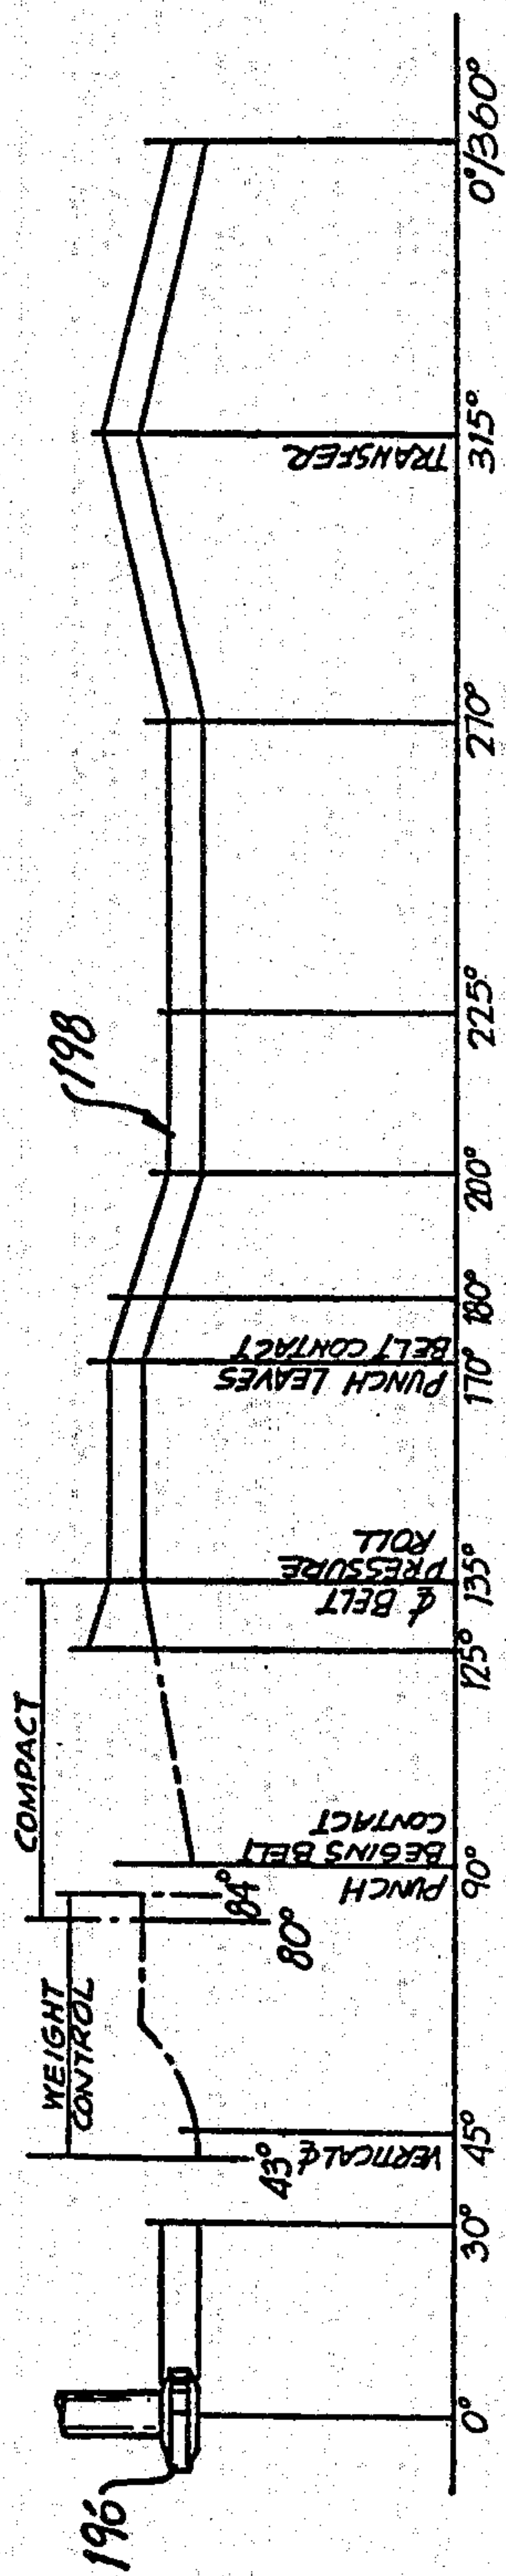 196
198
WEIGHT
CONTROL
COMPACT
43°
80°
84°
VERTICAL ℄
PUNCH
BEGINS BELT
CONTACT
℄ BELT
PRESSURE
ROLL
PUNCH LEAVES
BELT CONTACT
TRANSFER
0°
30°
45°
90°
125°
135°
170°
180°
200°
225°
270°
315°
0°/360°